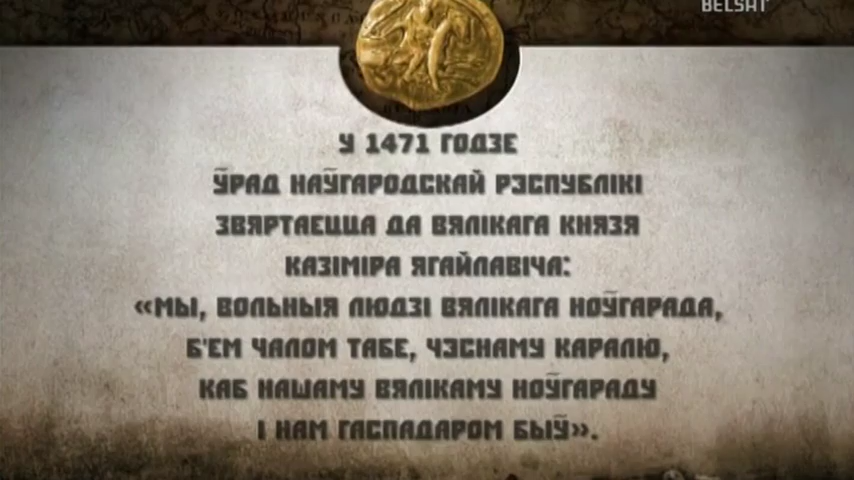 BELSAT
У 1471 ГОДЗЕ
ЎРАД НАЎГАРОДСКАЙ РЭСПУБЛІКІ
ЗВЯРТАЕЦЦА ДА ВЯЛІКАГА КНЯЗЯ
КАЗІМІРА ЯГАЙЛАВІЧА:
«МЫ, ВОЛЬНЫЯ ЛЮДЗІ ВЯЛІКАГА НОЎГАРАДА,
Б'ЕМ ЧАЛОМ ТАБЕ, ЧЭСНАМУ КАРАЛЮ,
КАБ НАШАМУ ВЯЛІКАМУ НОЎГАРАДУ
І НАМ ГАСПАДАРОМ БЫЎ».